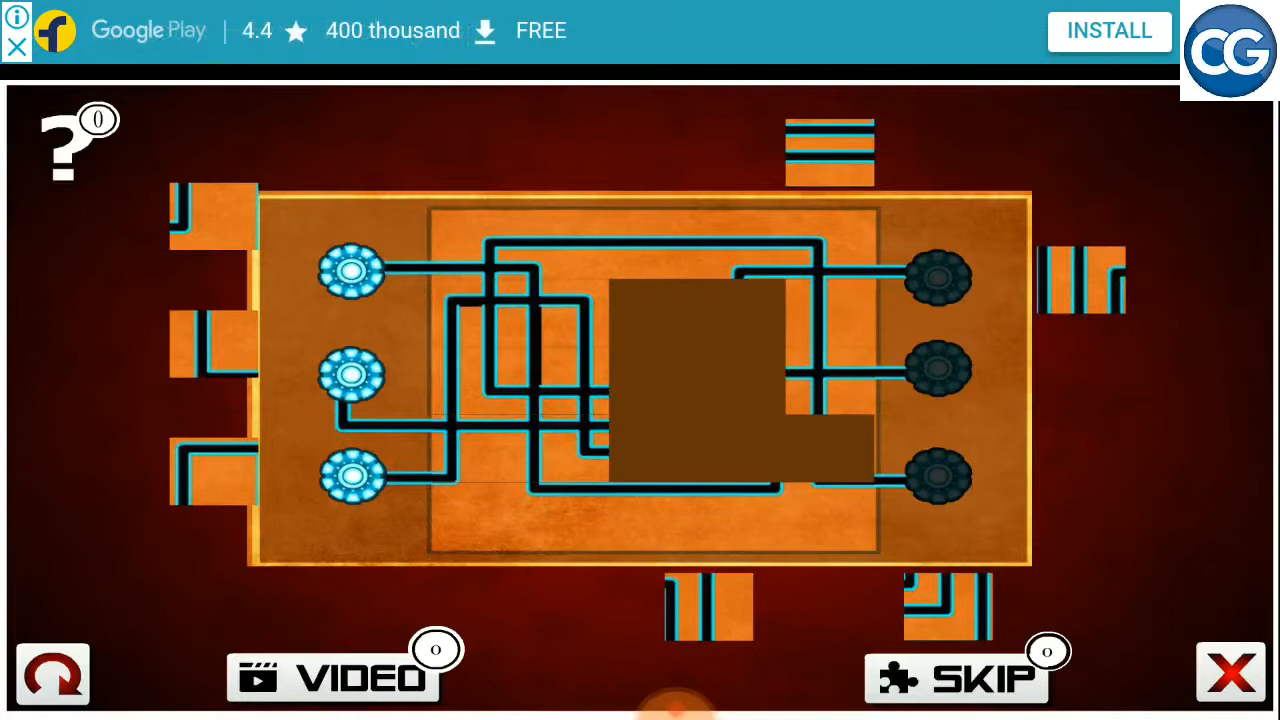 Google Play | 4.4 400 thousand FREE INSTALL
CG
? 0
VIDEO 0
SKIP 0
X